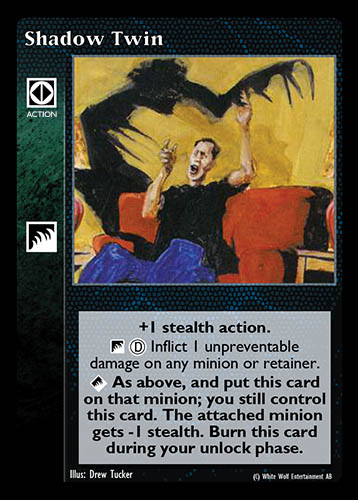 Shadow Twin
ACTION
+1 stealth action.
D Inflict 1 unpreventable
damage on any minion or retainer.
As above, and put this card
on that minion; you still control
this card. The attached minion
gets -1 stealth. Burn this card
during your unlock phase.
Illus: Drew Tucker
(C) White Wolf Entertainment AB